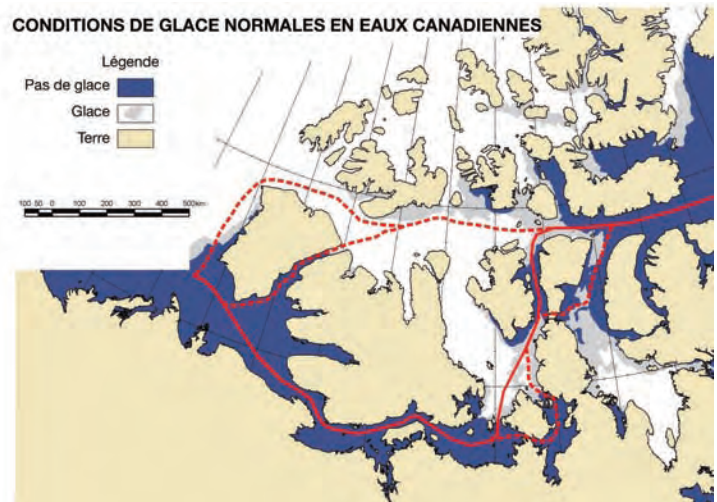 CONDITIONS DE GLACE NORMALES EN EAUX CANADIENNES
Légende
Pas de glace
Glace
Terre
100 50 0 100 200 300 400 500km